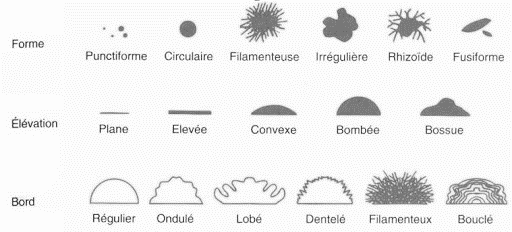 Forme
Punctiforme Circulaire Filamenteuse Irrégulière Rhizoïde Fusiforme
Élévation
Plane Elevée Convexe Bombée Bossue
Bord
Régulier Ondulé Lobé Dentelé Filamenteux Bouclé